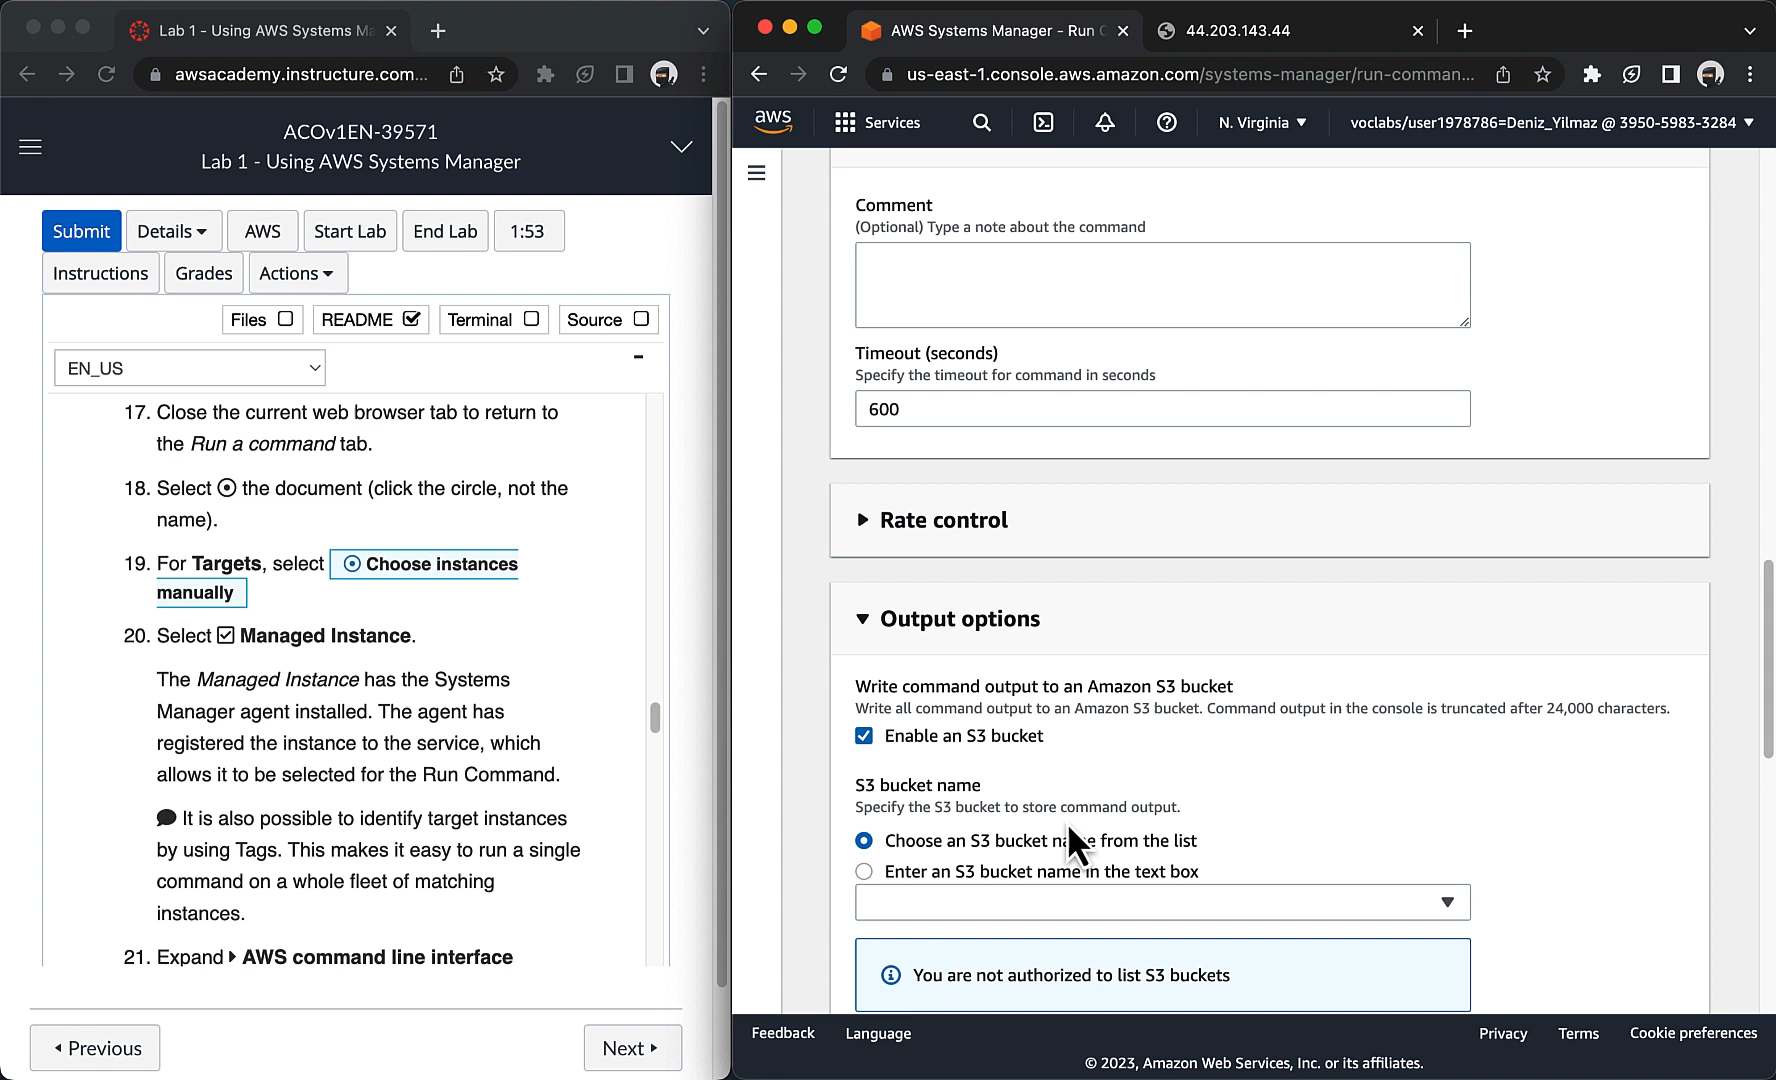 Lab 1 - Using AWS Systems Ma
awsacademy.instructure.com...
ACOv1EN-39571
Lab 1 - Using AWS Systems Manager
Submit
Details
AWS
Start Lab
End Lab
1:53
Instructions
Grades
Actions
Files
README
Terminal
Source
EN_US
17. Close the current web browser tab to return to
the Run a command tab.
18. Select the document (click the circle, not the
name).
19. For Targets, select Choose instances
manually
20. Select Managed Instance.
The Managed Instance has the Systems
Manager agent installed. The agent has
registered the instance to the service, which
allows it to be selected for the Run Command.
It is also possible to identify target instances
by using Tags. This makes it easy to run a single
command on a whole fleet of matching
instances.
21. Expand AWS command line interface
Previous
Next
AWS Systems Manager - Run C
44.203.143.44
us-east-1.console.aws.amazon.com/systems-manager/run-comman...
aws
Services
N. Virginia
voclabs/user1978786=Deniz_Yilmaz @ 3950-5983-3284
Comment
(Optional) Type a note about the command
Timeout (seconds)
Specify the timeout for command in seconds
600
Rate control
Output options
Write command output to an Amazon S3 bucket
Write all command output to an Amazon S3 bucket. Command output in the console is truncated after 24,000 characters.
Enable an S3 bucket
S3 bucket name
Specify the S3 bucket to store command output.
Choose an S3 bucket name from the list
Enter an S3 bucket name in the text box
You are not authorized to list S3 buckets
Feedback
Language
Privacy
Terms
Cookie preferences
© 2023, Amazon Web Services, Inc. or its affiliates.